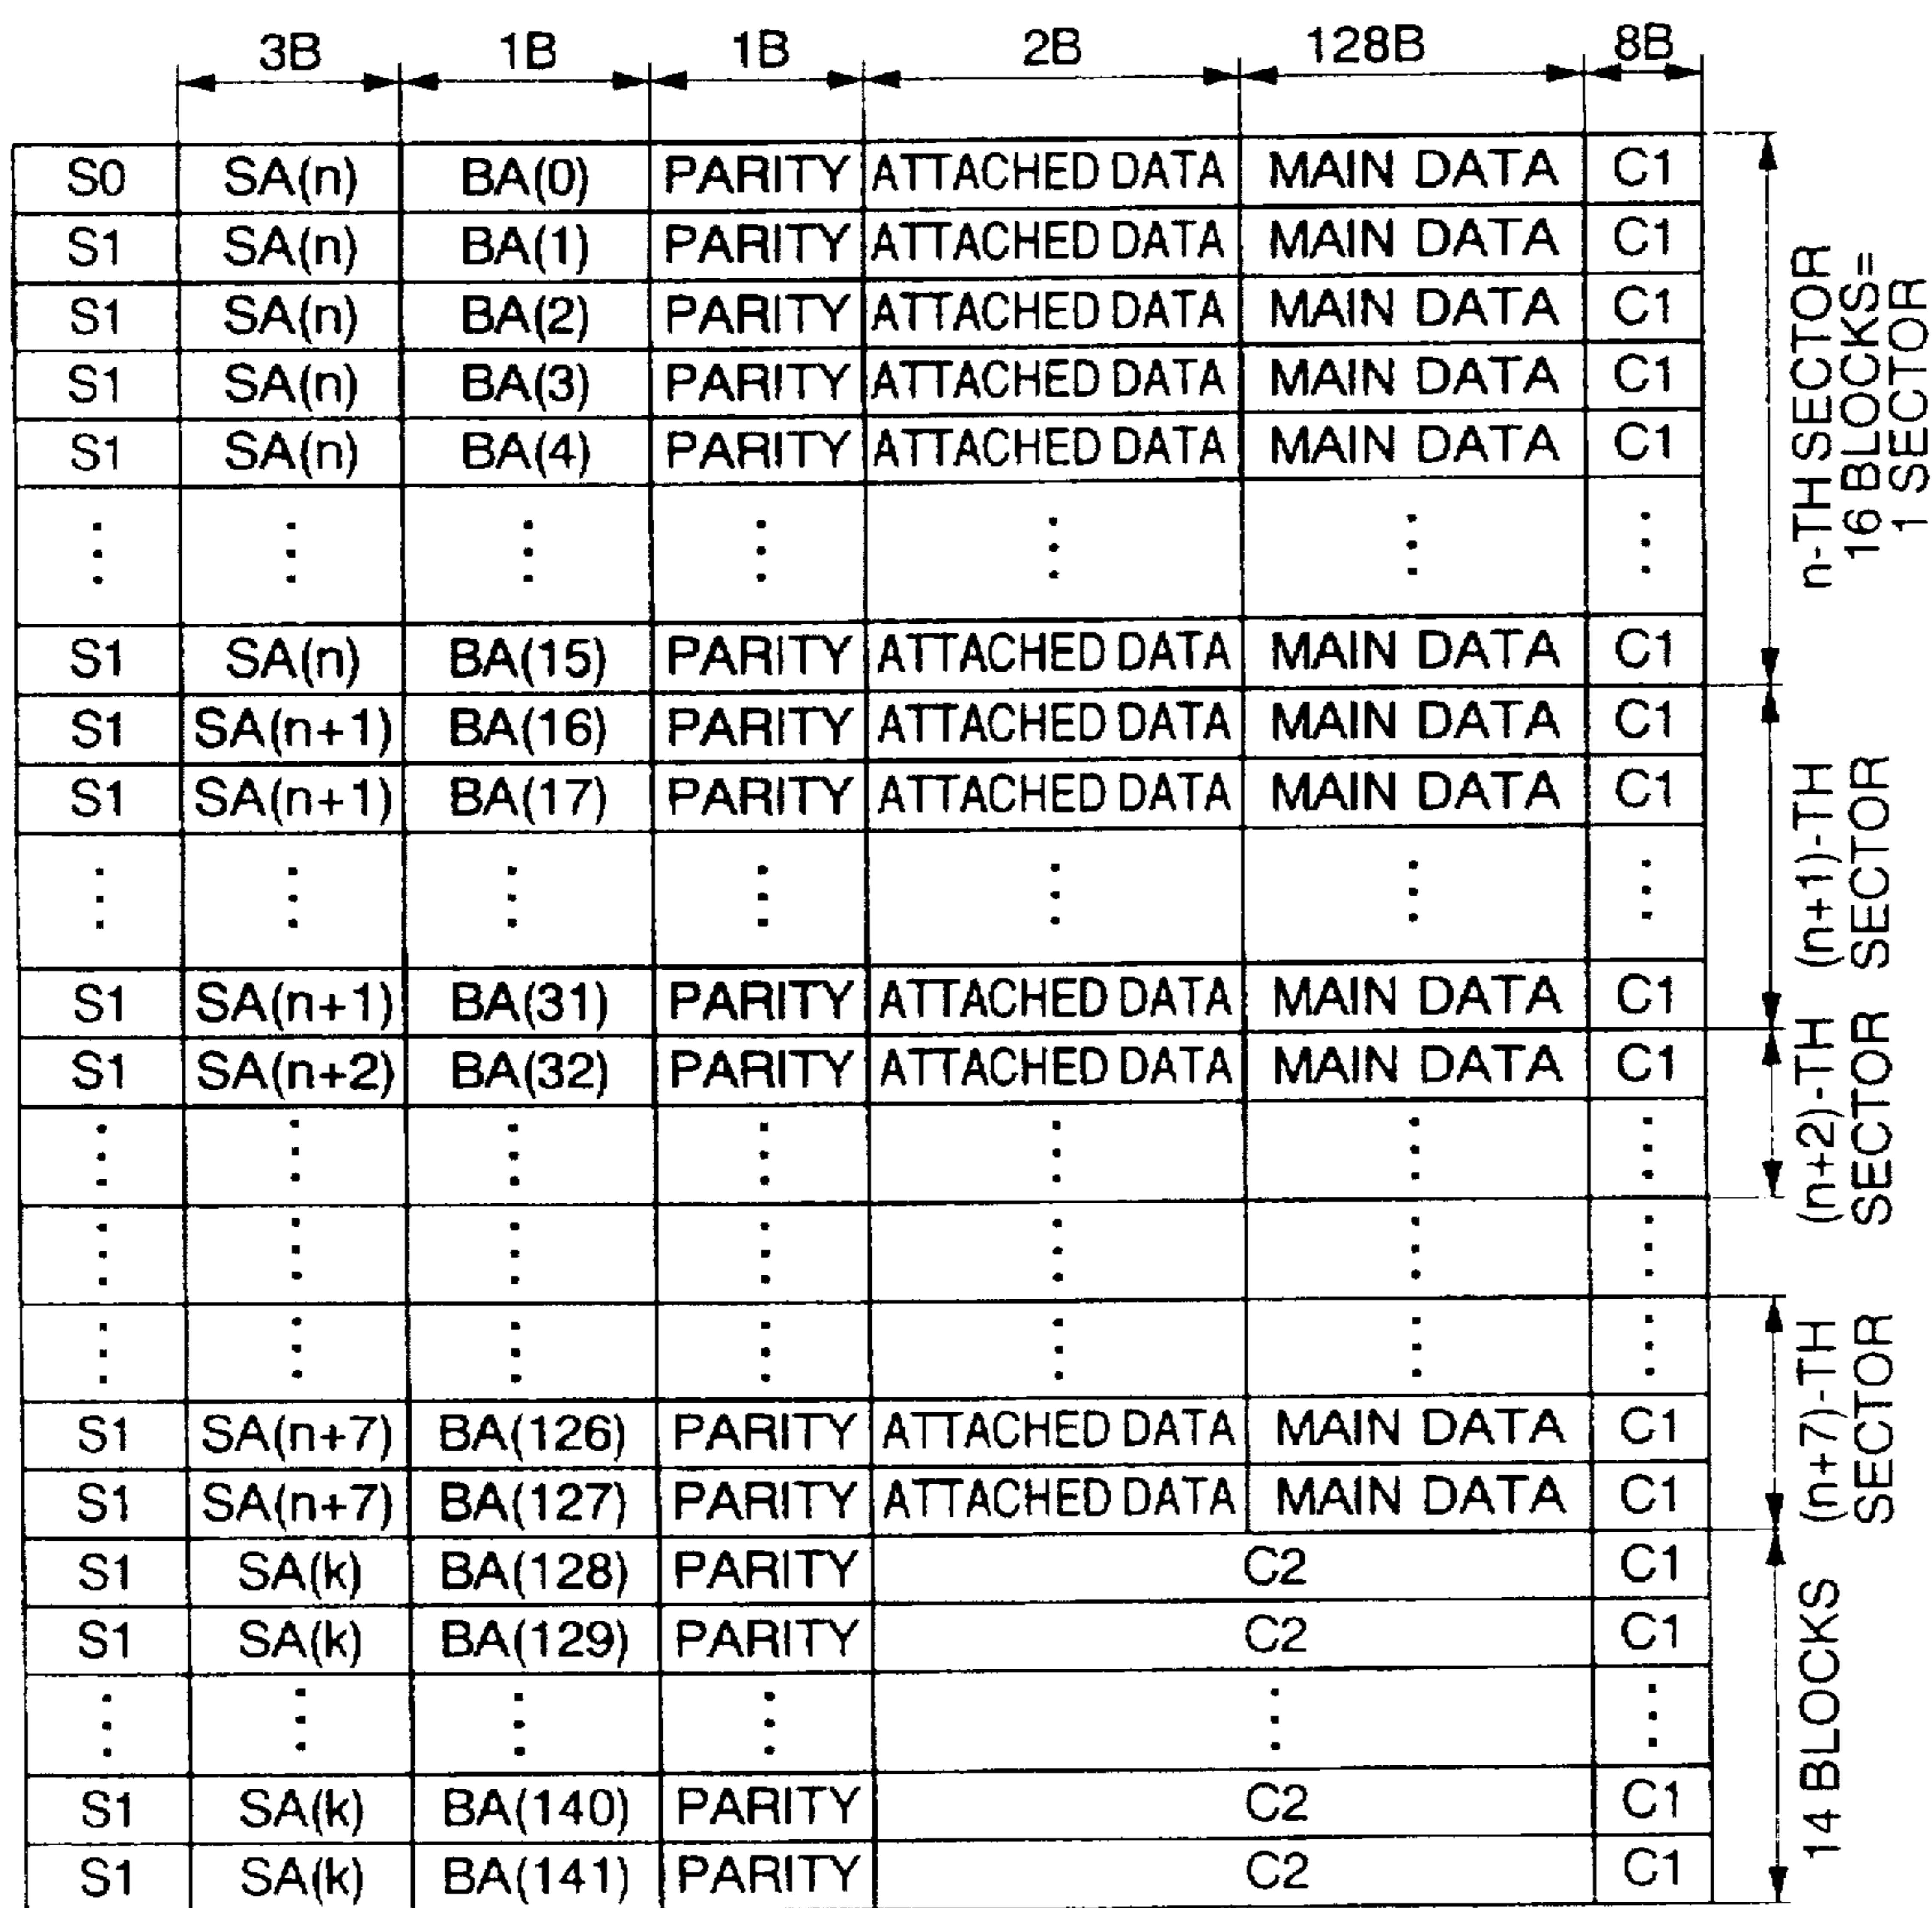 3B 1B 1B 2B 128B 8B
S0 SA(n) BA(0) PARITY ATTACHED DATA MAIN DATA C1
S1 SA(n) BA(1) PARITY ATTACHED DATA MAIN DATA C1
S1 SA(n) BA(2) PARITY ATTACHED DATA MAIN DATA C1
S1 SA(n) BA(3) PARITY ATTACHED DATA MAIN DATA C1
S1 SA(n) BA(4) PARITY ATTACHED DATA MAIN DATA C1
S1 SA(n) BA(15) PARITY ATTACHED DATA MAIN DATA C1
S1 SA(n+1) BA(16) PARITY ATTACHED DATA MAIN DATA C1
S1 SA(n+1) BA(17) PARITY ATTACHED DATA MAIN DATA C1
S1 SA(n+1) BA(31) PARITY ATTACHED DATA MAIN DATA C1
S1 SA(n+2) BA(32) PARITY ATTACHED DATA MAIN DATA C1
S1 SA(n+7) BA(126) PARITY ATTACHED DATA MAIN DATA C1
S1 SA(n+7) BA(127) PARITY ATTACHED DATA MAIN DATA C1
S1 SA(k) BA(128) PARITY C2 C1
S1 SA(k) BA(129) PARITY C2 C1
S1 SA(k) BA(140) PARITY C2 C1
S1 SA(k) BA(141) PARITY C2 C1
n-TH SECTOR
16 BLOCKS=
1 SECTOR
(n+1)-TH
SECTOR
(n+2)-TH
SECTOR
(n+7)-TH
SECTOR
14 BLOCKS